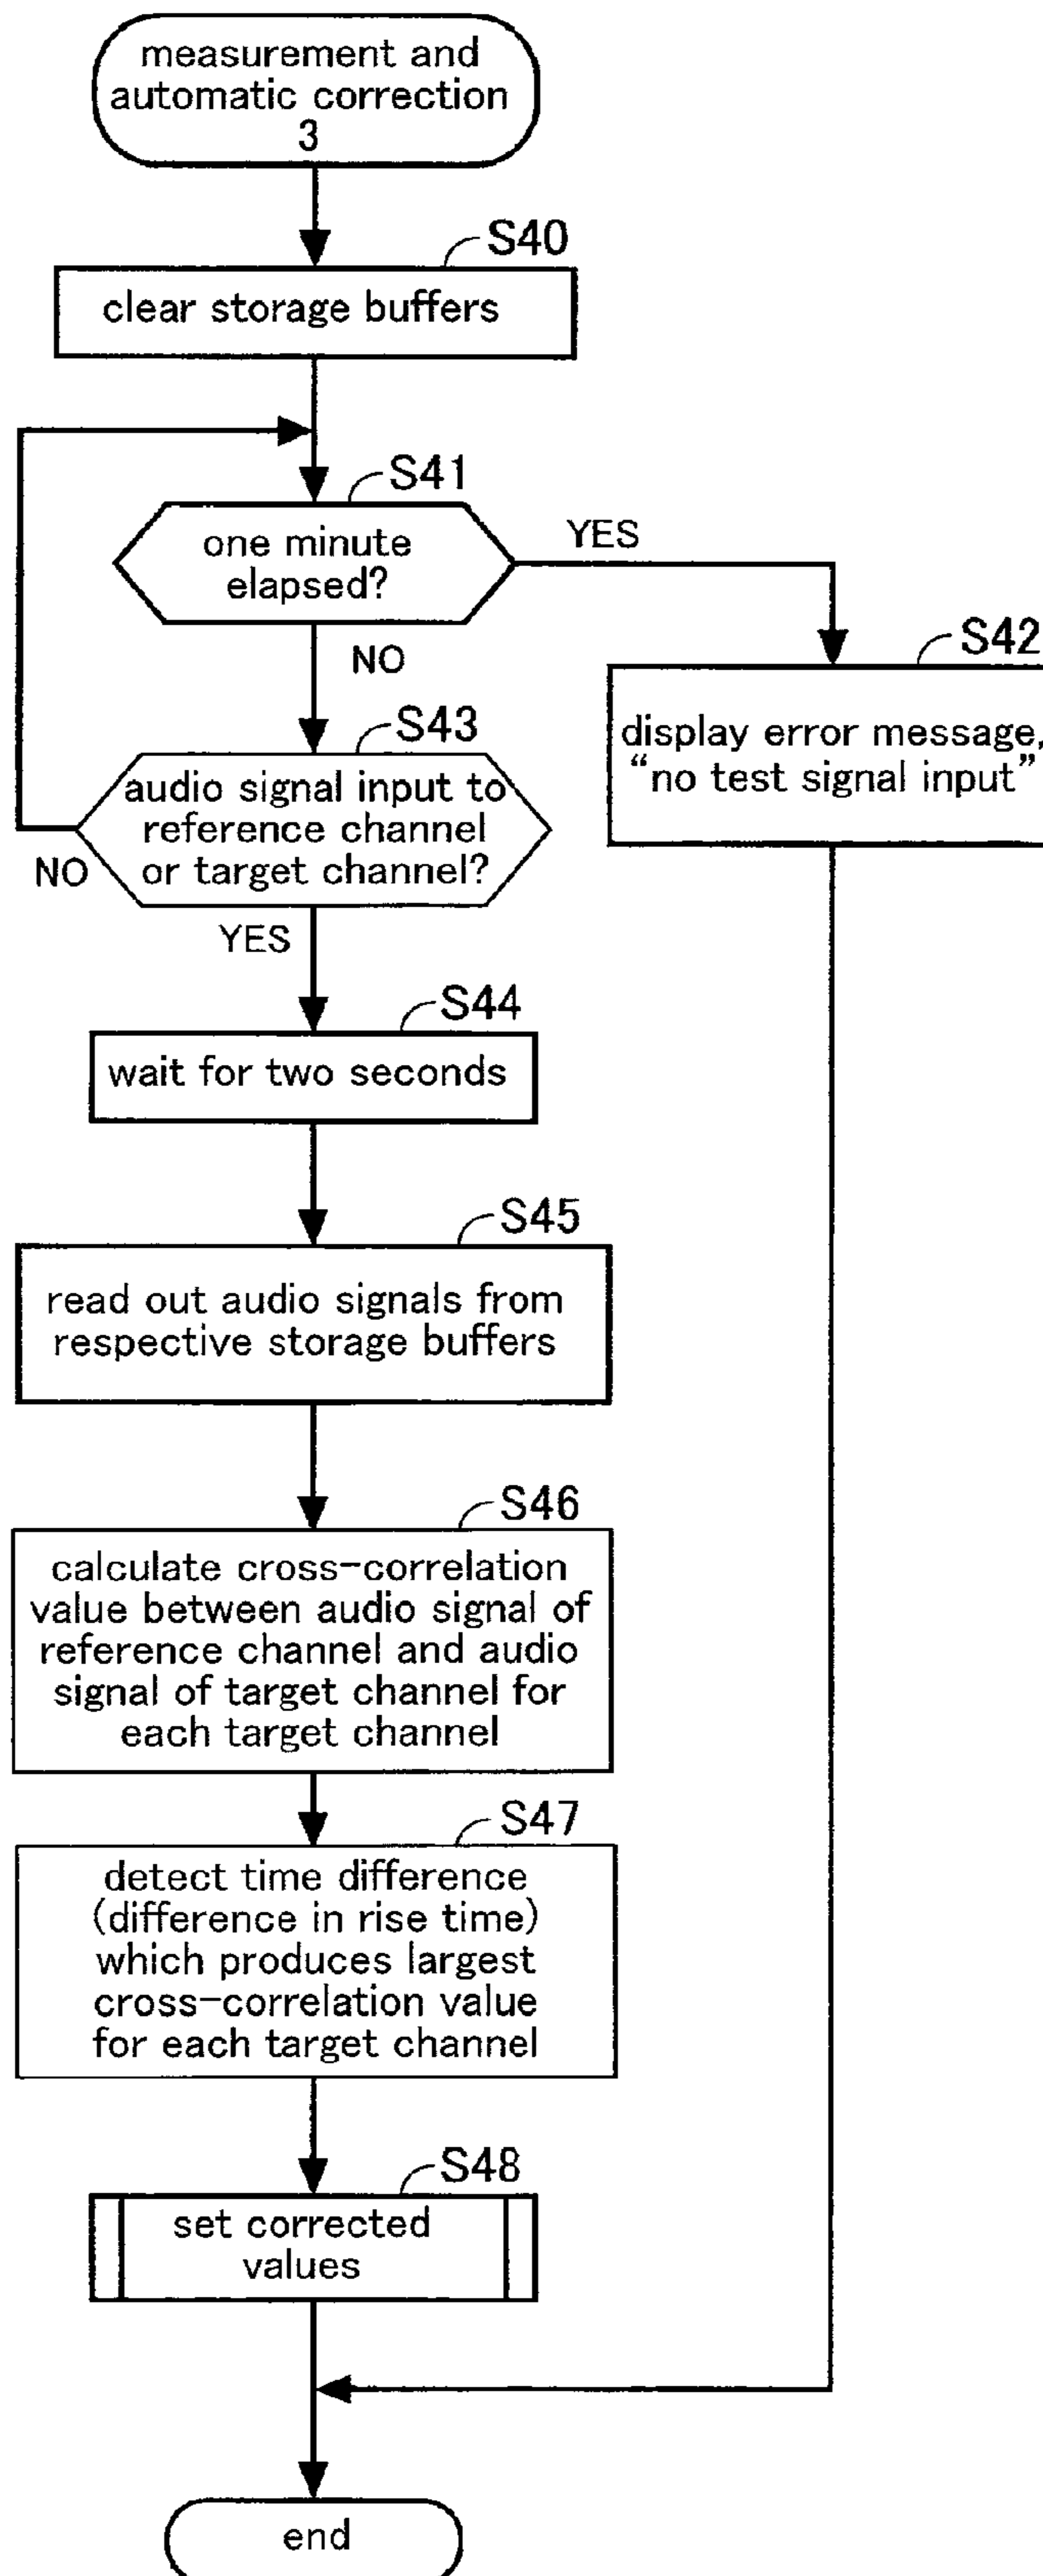 measurement and
automatic correction
3
S40
clear storage buffers
S41
one minute
elapsed?
YES
NO
S42
display error message,
“no test signal input”
S43
audio signal input to
reference channel
or target channel?
NO
YES
S44
wait for two seconds
S45
read out audio signals from
respective storage buffers
S46
calculate cross-correlation
value between audio signal of
reference channel and audio
signal of target channel for
each target channel
S47
detect time difference
(difference in rise time)
which produces largest
cross-correlation value
for each target channel
S48
set corrected
values
end